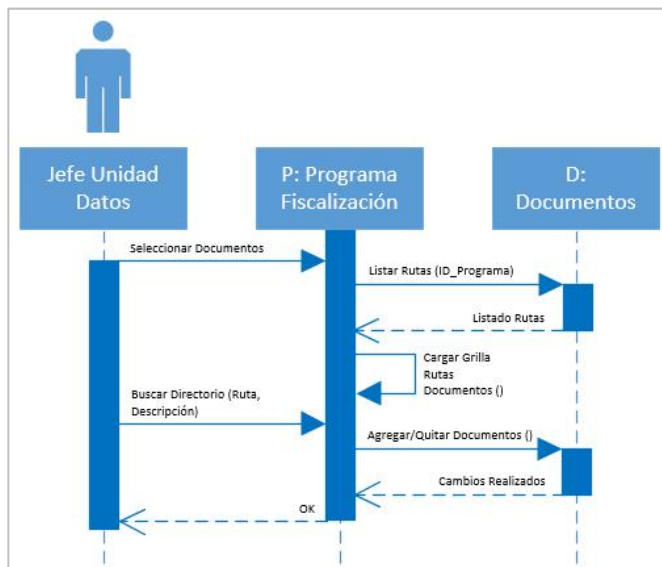 Jefe Unidad
Datos
P: Programa
Fiscalización
D:
Documentos
Seleccionar Documentos
Listar Rutas (ID_Programa)
Listado Rutas
Cargar Grilla
Rutas
Documentos ()
Buscar Directorio (Ruta,
Descripción)
Agregar/Quitar Documentos ()
Cambios Realizados
OK